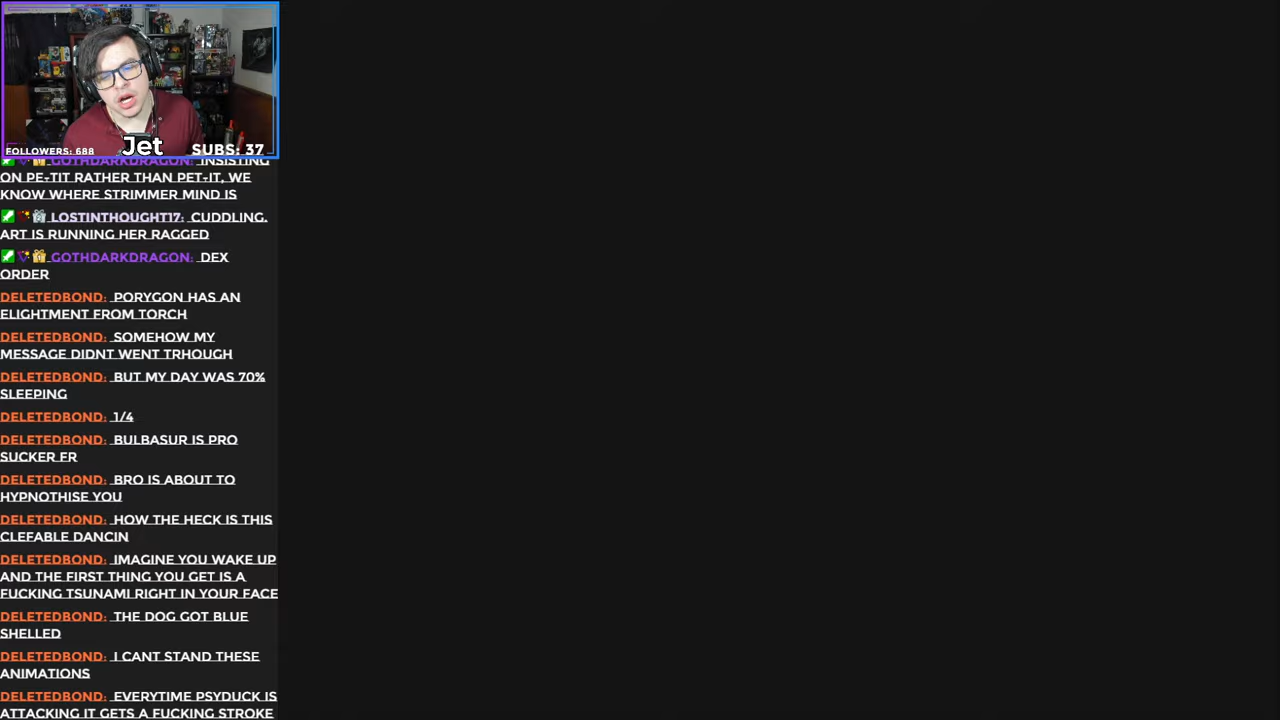 FOLLOWERS: 688
Jet
SUBS: 37
GOTHDARKDRAGON: INSISTING
ON PE-TIT RATHER THAN PET-IT, WE
KNOW WHERE STRIMMER MIND IS
LOSTINTHOUGHT17: CUDDLING.
ART IS RUNNING HER RAGGED
GOTHDARKDRAGON: DEX
ORDER
DELETEDBOND: PORYGON HAS AN
ELIGHTMENT FROM TORCH
DELETEDBOND: SOMEHOW MY
MESSAGE DIDNT WENT TRHOUGH
DELETEDBOND: BUT MY DAY WAS 70%
SLEEPING
DELETEDBOND: 1/4
DELETEDBOND: BULBASUR IS PRO
SUCKER FR
DELETEDBOND: BRO IS ABOUT TO
HYPNOTHISE YOU
DELETEDBOND: HOW THE HECK IS THIS
CLEFABLE DANCIN
DELETEDBOND: IMAGINE YOU WAKE UP
AND THE FIRST THING YOU GET IS A
FUCKING TSUNAMI RIGHT IN YOUR FACE
DELETEDBOND: THE DOG GOT BLUE
SHELLED
DELETEDBOND: I CANT STAND THESE
ANIMATIONS
DELETEDBOND: EVERYTIME PSYDUCK IS
ATTACKING IT GETS A FUCKING STROKE